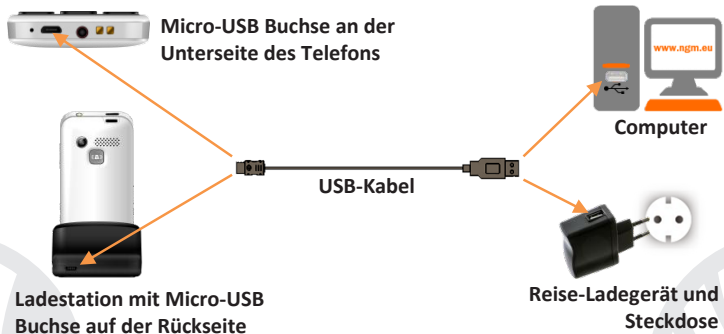 Micro-USB Buchse an der
Unterseite des Telefons
www.ngm.eu
Computer
USB-Kabel
Ladestation mit Micro-USB
Buchse auf der Rückseite
Reise-Ladegerät und
Steckdose